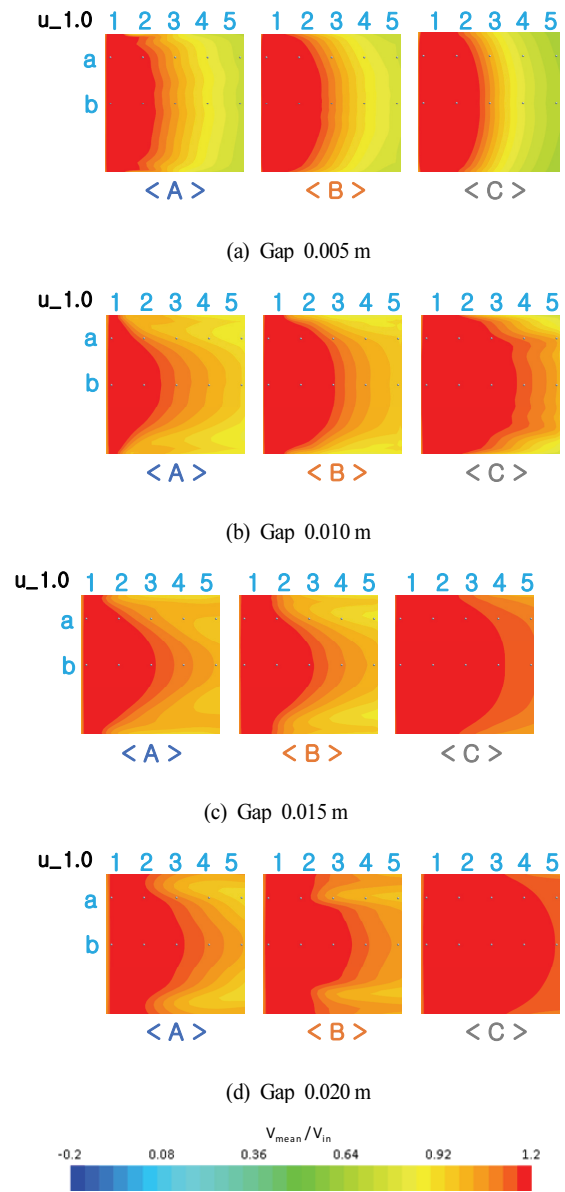 u_1.0 1 2 3 4 5 1 2 3 4 5 1 2 3 4 5
a
b
< A > < B > < C >
(a) Gap 0.005 m
u_1.0 1 2 3 4 5 1 2 3 4 5 1 2 3 4 5
a
b
< A > < B > < C >
(b) Gap 0.010 m
u_1.0 1 2 3 4 5 1 2 3 4 5 1 2 3 4 5
a
b
< A > < B > < C >
(c) Gap 0.015 m
u_1.0 1 2 3 4 5 1 2 3 4 5 1 2 3 4 5
a
b
< A > < B > < C >
(d) Gap 0.020 m
Vmean/Vin
-0.2 0.08 0.36 0.64 0.92 1.2